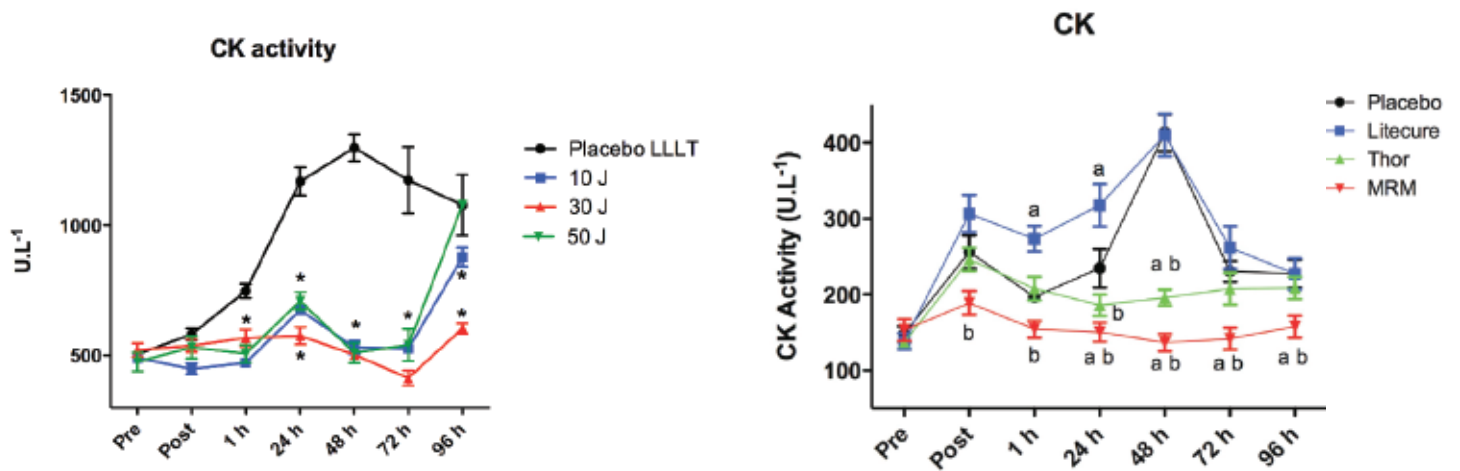 CK activity
1500
1000
500
U.L-1
Pre
Post
1 h
24 h
48 h
72 h
96 h
Placebo LLLT
10 J
30 J
50 J
*
*
*
*
*
*
*
*
CK
CK Activity (U.L-1)
400
300
200
100
Pre
Post
1 h
24 h
48 h
72 h
96 h
Placebo
Litecure
Thor
MRM
a
a
a b
b
b
b
a b
a b
a b
a b